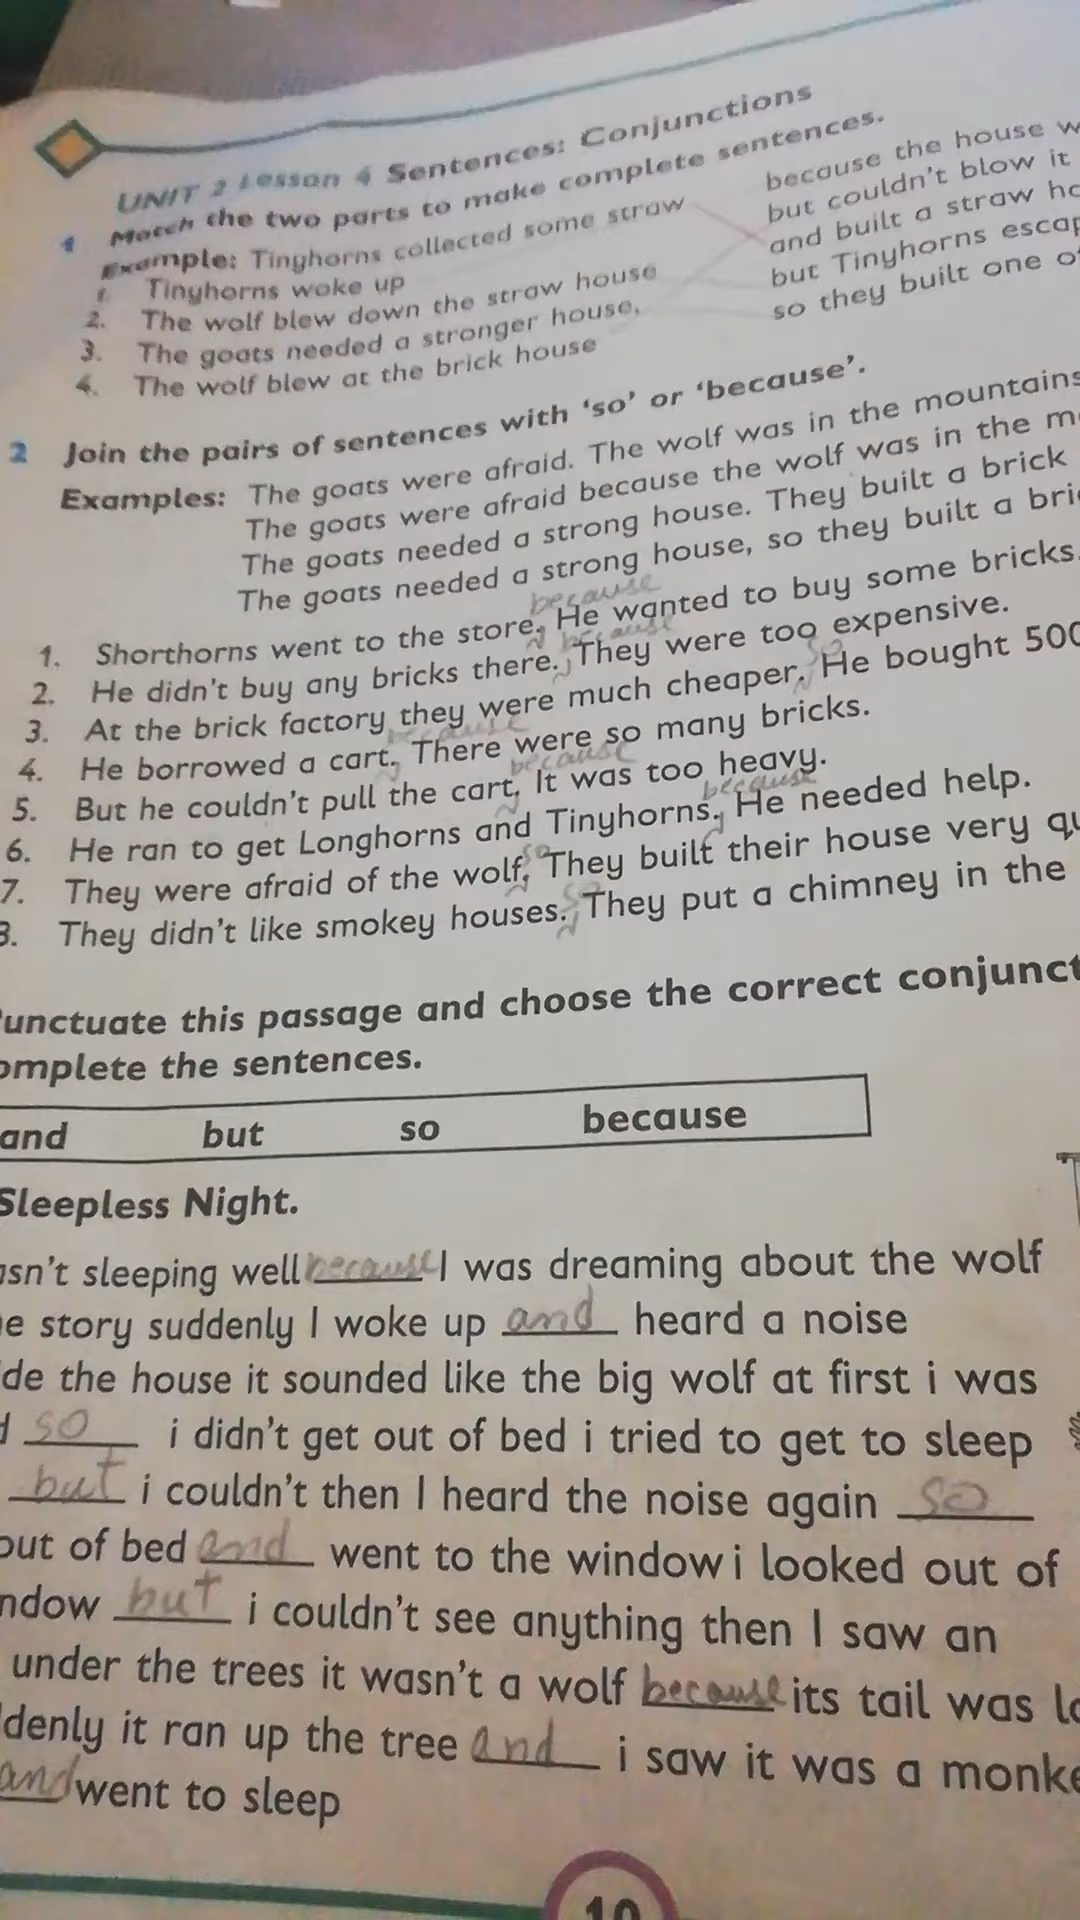 UNIT 2 Lesson 4 Sentences: Conjunctions
1 Match the two parts to make complete sentences.
Example: Tinyhorns collected some straw
because the house w
1. Tinyhorns woke up
but couldn't blow it
2. The wolf blew down the straw house
and built a straw ho
3. The goats needed a stronger house,
but Tinyhorns escap
4. The wolf blew at the brick house
so they built one o
2 Join the pairs of sentences with 'so' or 'because'.
Examples: The goats were afraid. The wolf was in the mountains
The goats were afraid because the wolf was in the m
The goats needed a strong house. They built a brick
The goats needed a strong house, so they built a bri
because
1. Shorthorns went to the store. He wanted to buy some bricks.
because
2. He didn't buy any bricks there. They were too expensive.
so
3. At the brick factory they were much cheaper. He bought 500
because
4. He borrowed a cart. There were so many bricks.
because
5. But he couldn't pull the cart. It was too heavy.
because
6. He ran to get Longhorns and Tinyhorns. He needed help.
so
7. They were afraid of the wolf. They built their house very qu
so
8. They didn't like smokey houses. They put a chimney in the
unctuate this passage and choose the correct conjunct
omplete the sentences.
and but so because
Sleepless Night.
asn't sleeping well because I was dreaming about the wolf
e story suddenly I woke up and heard a noise
de the house it sounded like the big wolf at first i was
d so i didn't get out of bed i tried to get to sleep
but i couldn't then I heard the noise again so
out of bed and went to the window i looked out of
ndow but i couldn't see anything then I saw an
under the trees it wasn't a wolf because its tail was lo
denly it ran up the tree and i saw it was a monke
and went to sleep
10